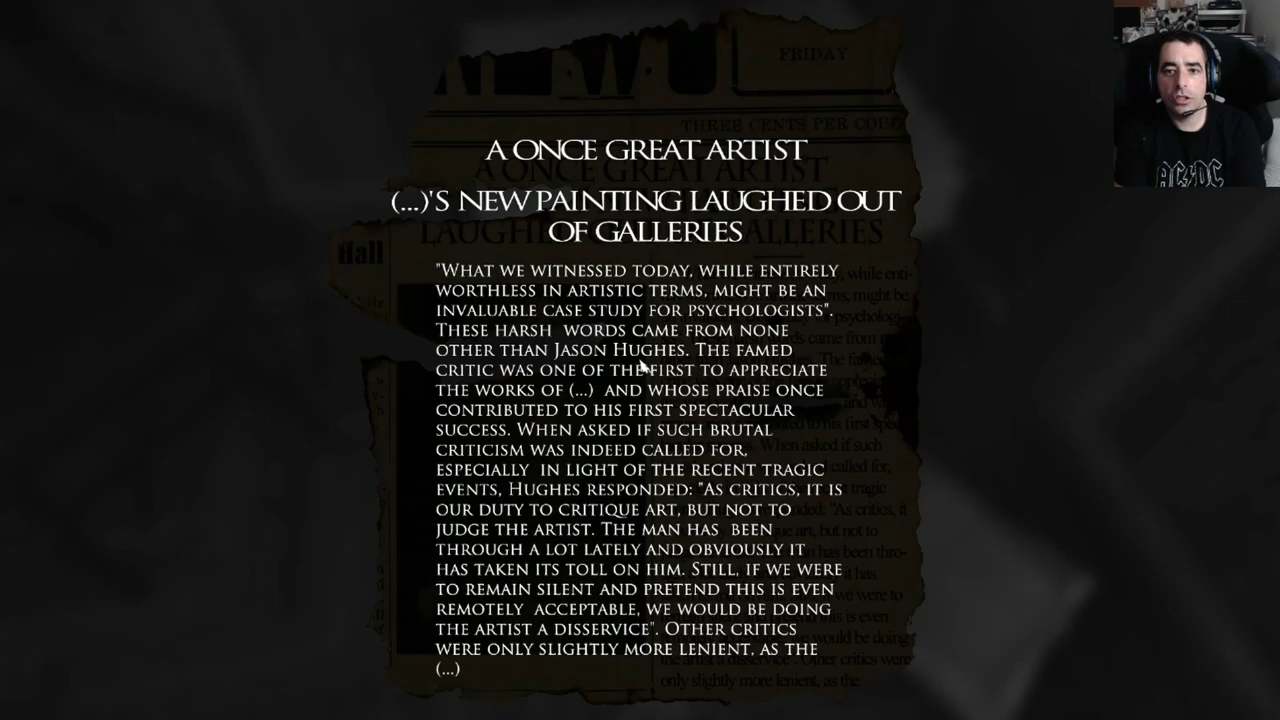 FRIDAY
THREE CENTS PER COPY
A ONCE GREAT ARTIST
(...)'S NEW PAINTING LAUGHED OUT
OF GALLERIES
Hall
"WHAT WE WITNESSED TODAY, WHILE ENTIRELY
WORTHLESS IN ARTISTIC TERMS, MIGHT BE AN
INVALUABLE CASE STUDY FOR PSYCHOLOGISTS".
THESE HARSH WORDS CAME FROM NONE
OTHER THAN JASON HUGHES. THE FAMED
CRITIC WAS ONE OF THE FIRST TO APPRECIATE
THE WORKS OF (...) AND WHOSE PRAISE ONCE
CONTRIBUTED TO HIS FIRST SPECTACULAR
SUCCESS. WHEN ASKED IF SUCH BRUTAL
CRITICISM WAS INDEED CALLED FOR,
ESPECIALLY IN LIGHT OF THE RECENT TRAGIC
EVENTS, HUGHES RESPONDED: "AS CRITICS, IT IS
OUR DUTY TO CRITIQUE ART, BUT NOT TO
JUDGE THE ARTIST. THE MAN HAS BEEN
THROUGH A LOT LATELY AND OBVIOUSLY IT
HAS TAKEN ITS TOLL ON HIM. STILL, IF WE WERE
TO REMAIN SILENT AND PRETEND THIS IS EVEN
REMOTELY ACCEPTABLE, WE WOULD BE DOING
THE ARTIST A DISSERVICE". OTHER CRITICS
WERE ONLY SLIGHTLY MORE LENIENT, AS THE
(...)
AC/DC